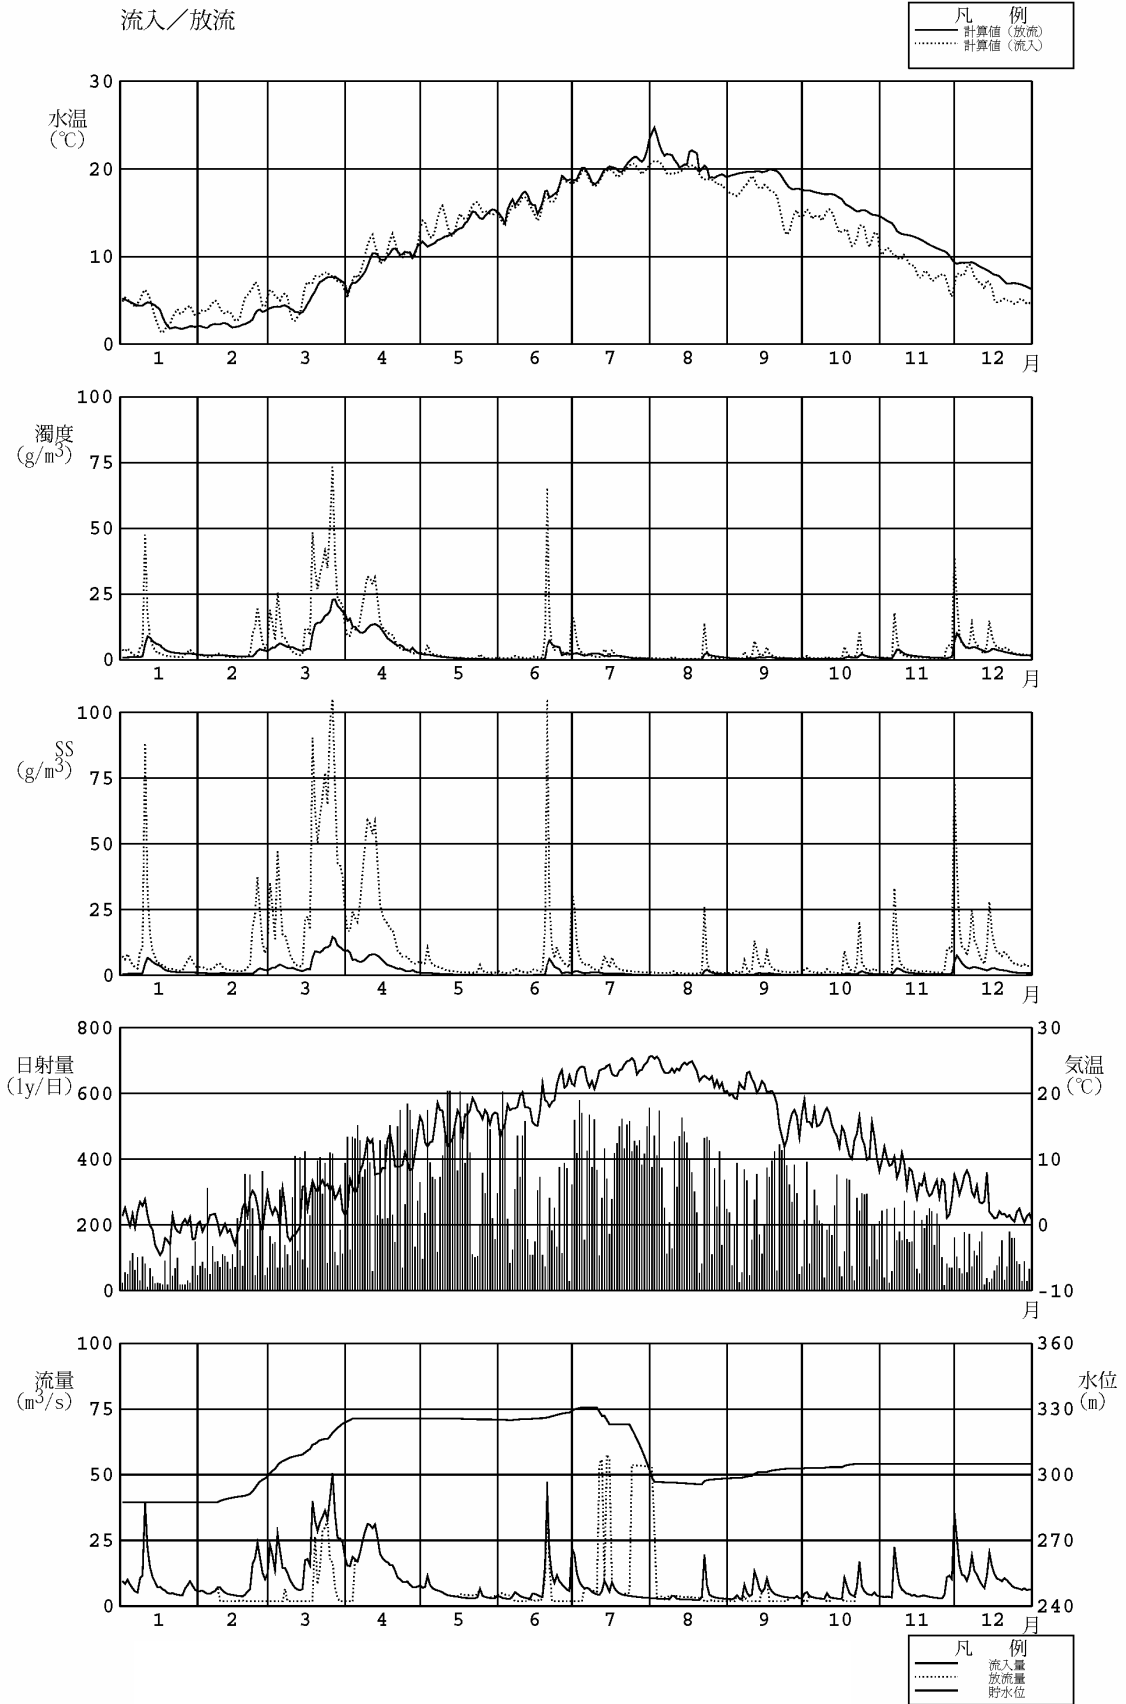 流入／放流
凡 例
計算値（放流）
計算値（流入）
水温
（℃）
30
20
10
0
1 2 3 4 5 6 7 8 9 10 11 12 月
濁度
(g/m3)
100
75
50
25
0
1 2 3 4 5 6 7 8 9 10 11 12 月
SS
(g/m3)
100
75
50
25
0
1 2 3 4 5 6 7 8 9 10 11 12 月
日射量
(ly/日)
800
600
400
200
0
気温
（℃）
30
20
10
0
-10
月
流量
(m3/s)
100
75
50
25
0
水位
(m)
360
330
300
270
240
1 2 3 4 5 6 7 8 9 10 11 12 月
凡 例
流入量
放流量
貯水位